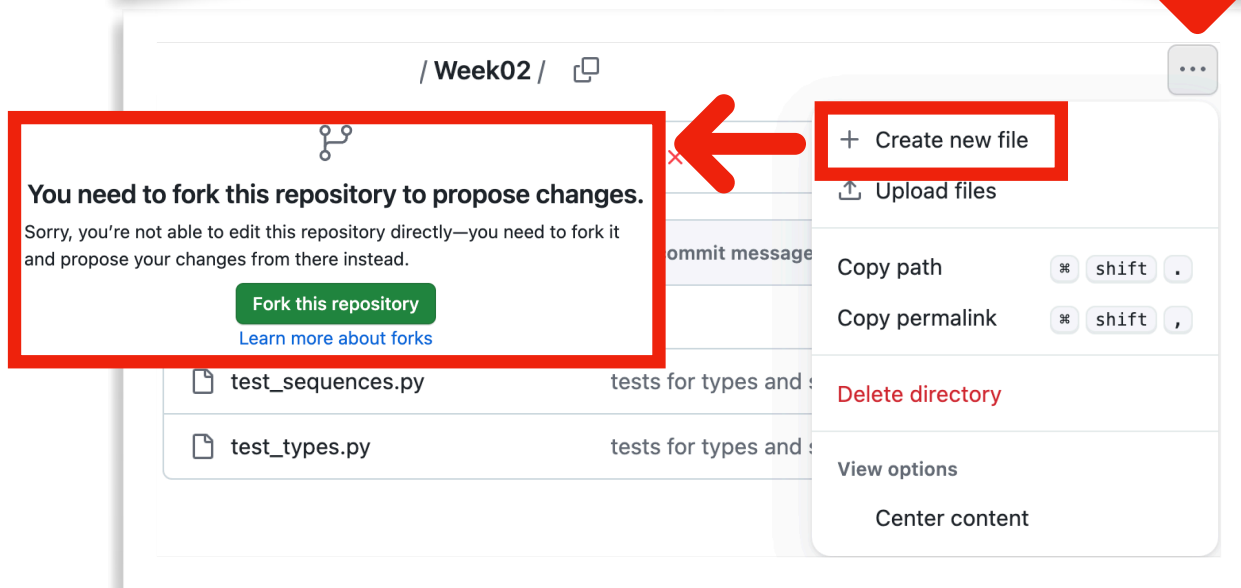 / Week02 /
You need to fork this repository to propose changes.
Sorry, you're not able to edit this repository directly—you need to fork it
and propose your changes from there instead.
Fork this repository
Learn more about forks
ommit message
test_sequences.py tests for types and s
test_types.py tests for types and s
+ Create new file
Upload files
Copy path ⌘ shift .
Copy permalink ⌘ shift ,
Delete directory
View options
Center content